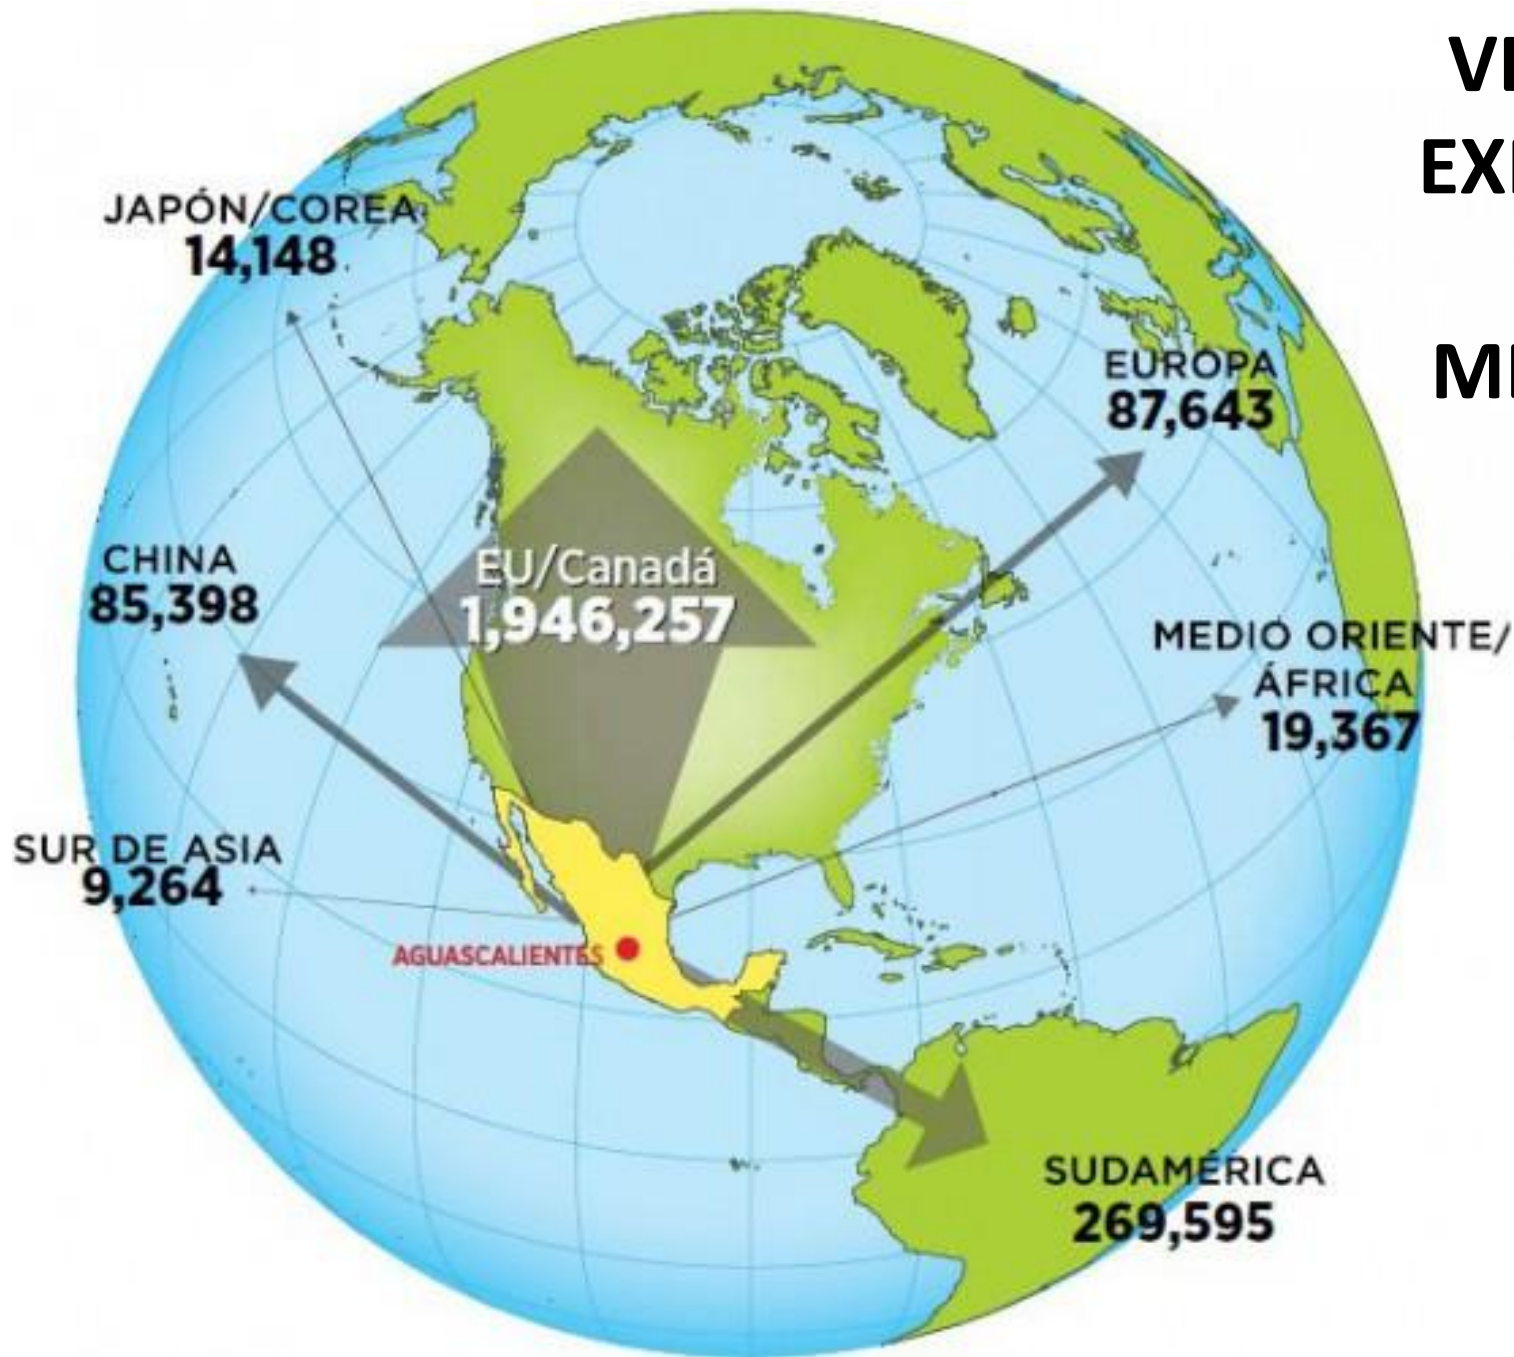 JAPÓN/COREA
14,148
EUROPA
87,643
EU/Canadá
1,946,257
CHINA
85,398
MEDIO ORIENTE/
ÁFRICA
19,367
SUR DE ASIA
9,264
AGUASCALIENTES
SUDAMÉRICA
269,595